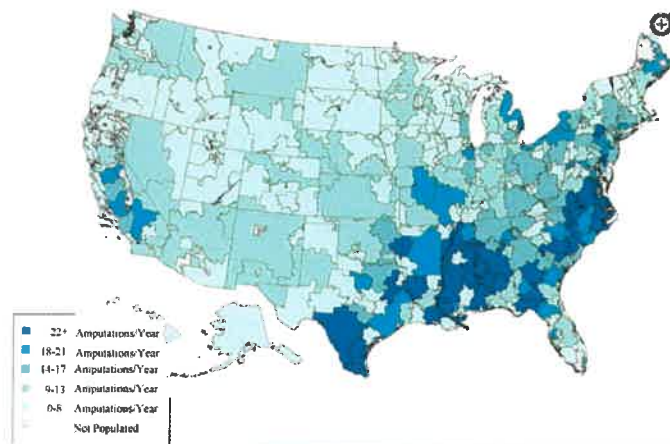 22+ Amputations/Year
18-21 Amputations/Year
14-17 Amputations/Year
9-13 Amputations/Year
0-8 Amputations/Year
Not Populated